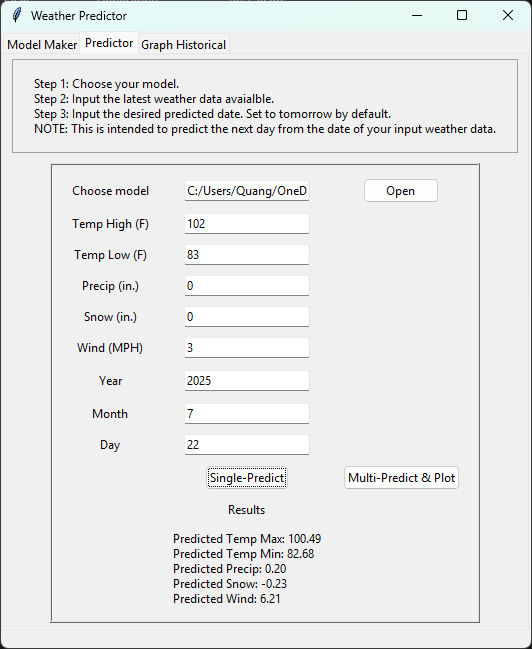 Weather Predictor
Model Maker Predictor Graph Historical
Step 1: Choose your model.
Step 2: Input the latest weather data avaialble.
Step 3: Input the desired predicted date. Set to tomorrow by default.
NOTE: This is intended to predict the next day from the date of your input weather data.
Choose model C:/Users/Quang/OneD Open
Temp High (F) 102
Temp Low (F) 83
Precip (in.) 0
Snow (in.) 0
Wind (MPH) 3
Year 2025
Month 7
Day 22
Single-Predict Multi-Predict & Plot
Results
Predicted Temp Max: 100.49
Predicted Temp Min: 82.68
Predicted Precip: 0.20
Predicted Snow: -0.23
Predicted Wind: 6.21